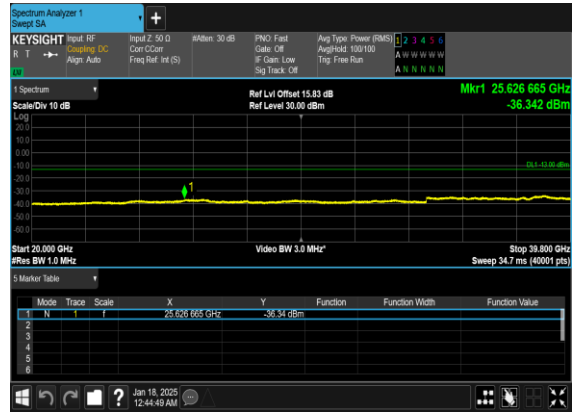 Spectrum Analyzer 1
Swept SA
+
KEYSIGHT Input: RF Input Z: 50 Ω #Atten: 30 dB PNO: Fast Avg Type: Power (RMS) 1 2 3 4 5 6
R T Coupling: DC Corr CCorr Gate: Off Avg|Hold: 100/100 A W W W W W
Align: Auto Freq Ref: Int (S) IF Gain: Low Trig: Free Run
Sig Track: Off A N N N N N
1 Spectrum Ref Lvl Offset 15.83 dB Mkr1 25.626 665 GHz
Scale/Div 10 dB Ref Level 30.00 dBm -36.342 dBm
Log
20.0
10.0
0.00
-10.0
DL1 -13.00 dBm
-20.0
-30.0
1
-40.0
-50.0
-60.0
Start 20.000 GHz Video BW 3.0 MHz* Stop 39.800 GHz
#Res BW 1.0 MHz Sweep 34.7 ms (40001 pts)
5 Marker Table
Mode Trace Scale X Y Function Function Width Function Value
1 N 1 f 25.626 665 GHz -36.34 dBm
2
3
4
5
6
? Jan 18, 2025
12:44:49 AM